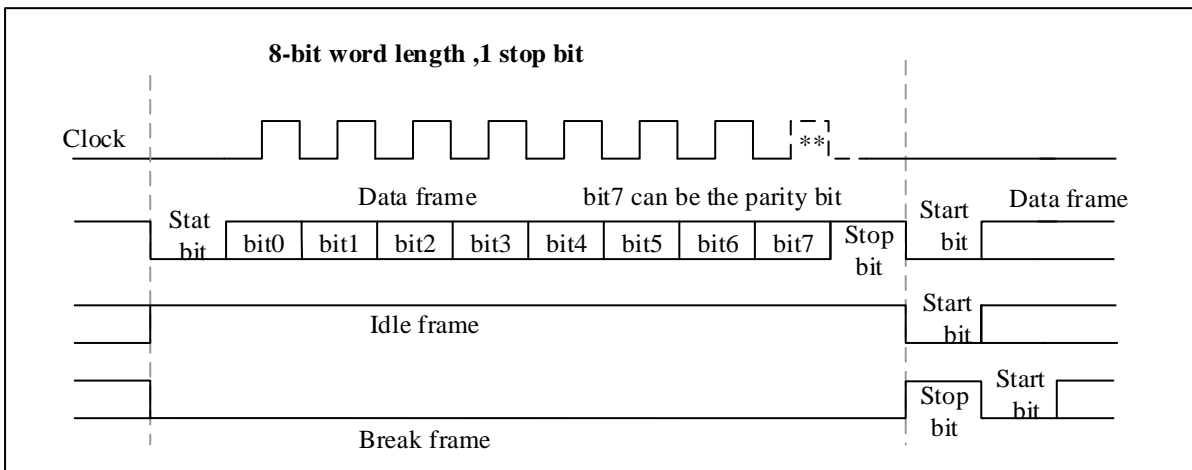 8-bit word length ,1 stop bit
Clock
**
Data frame
bit7 can be the parity bit
Stat
bit
bit0
bit1
bit2
bit3
bit4
bit5
bit6
bit7
Stop
bit
Start
bit
Data frame
Idle frame
Start
bit
Break frame
Stop
bit
Start
bit